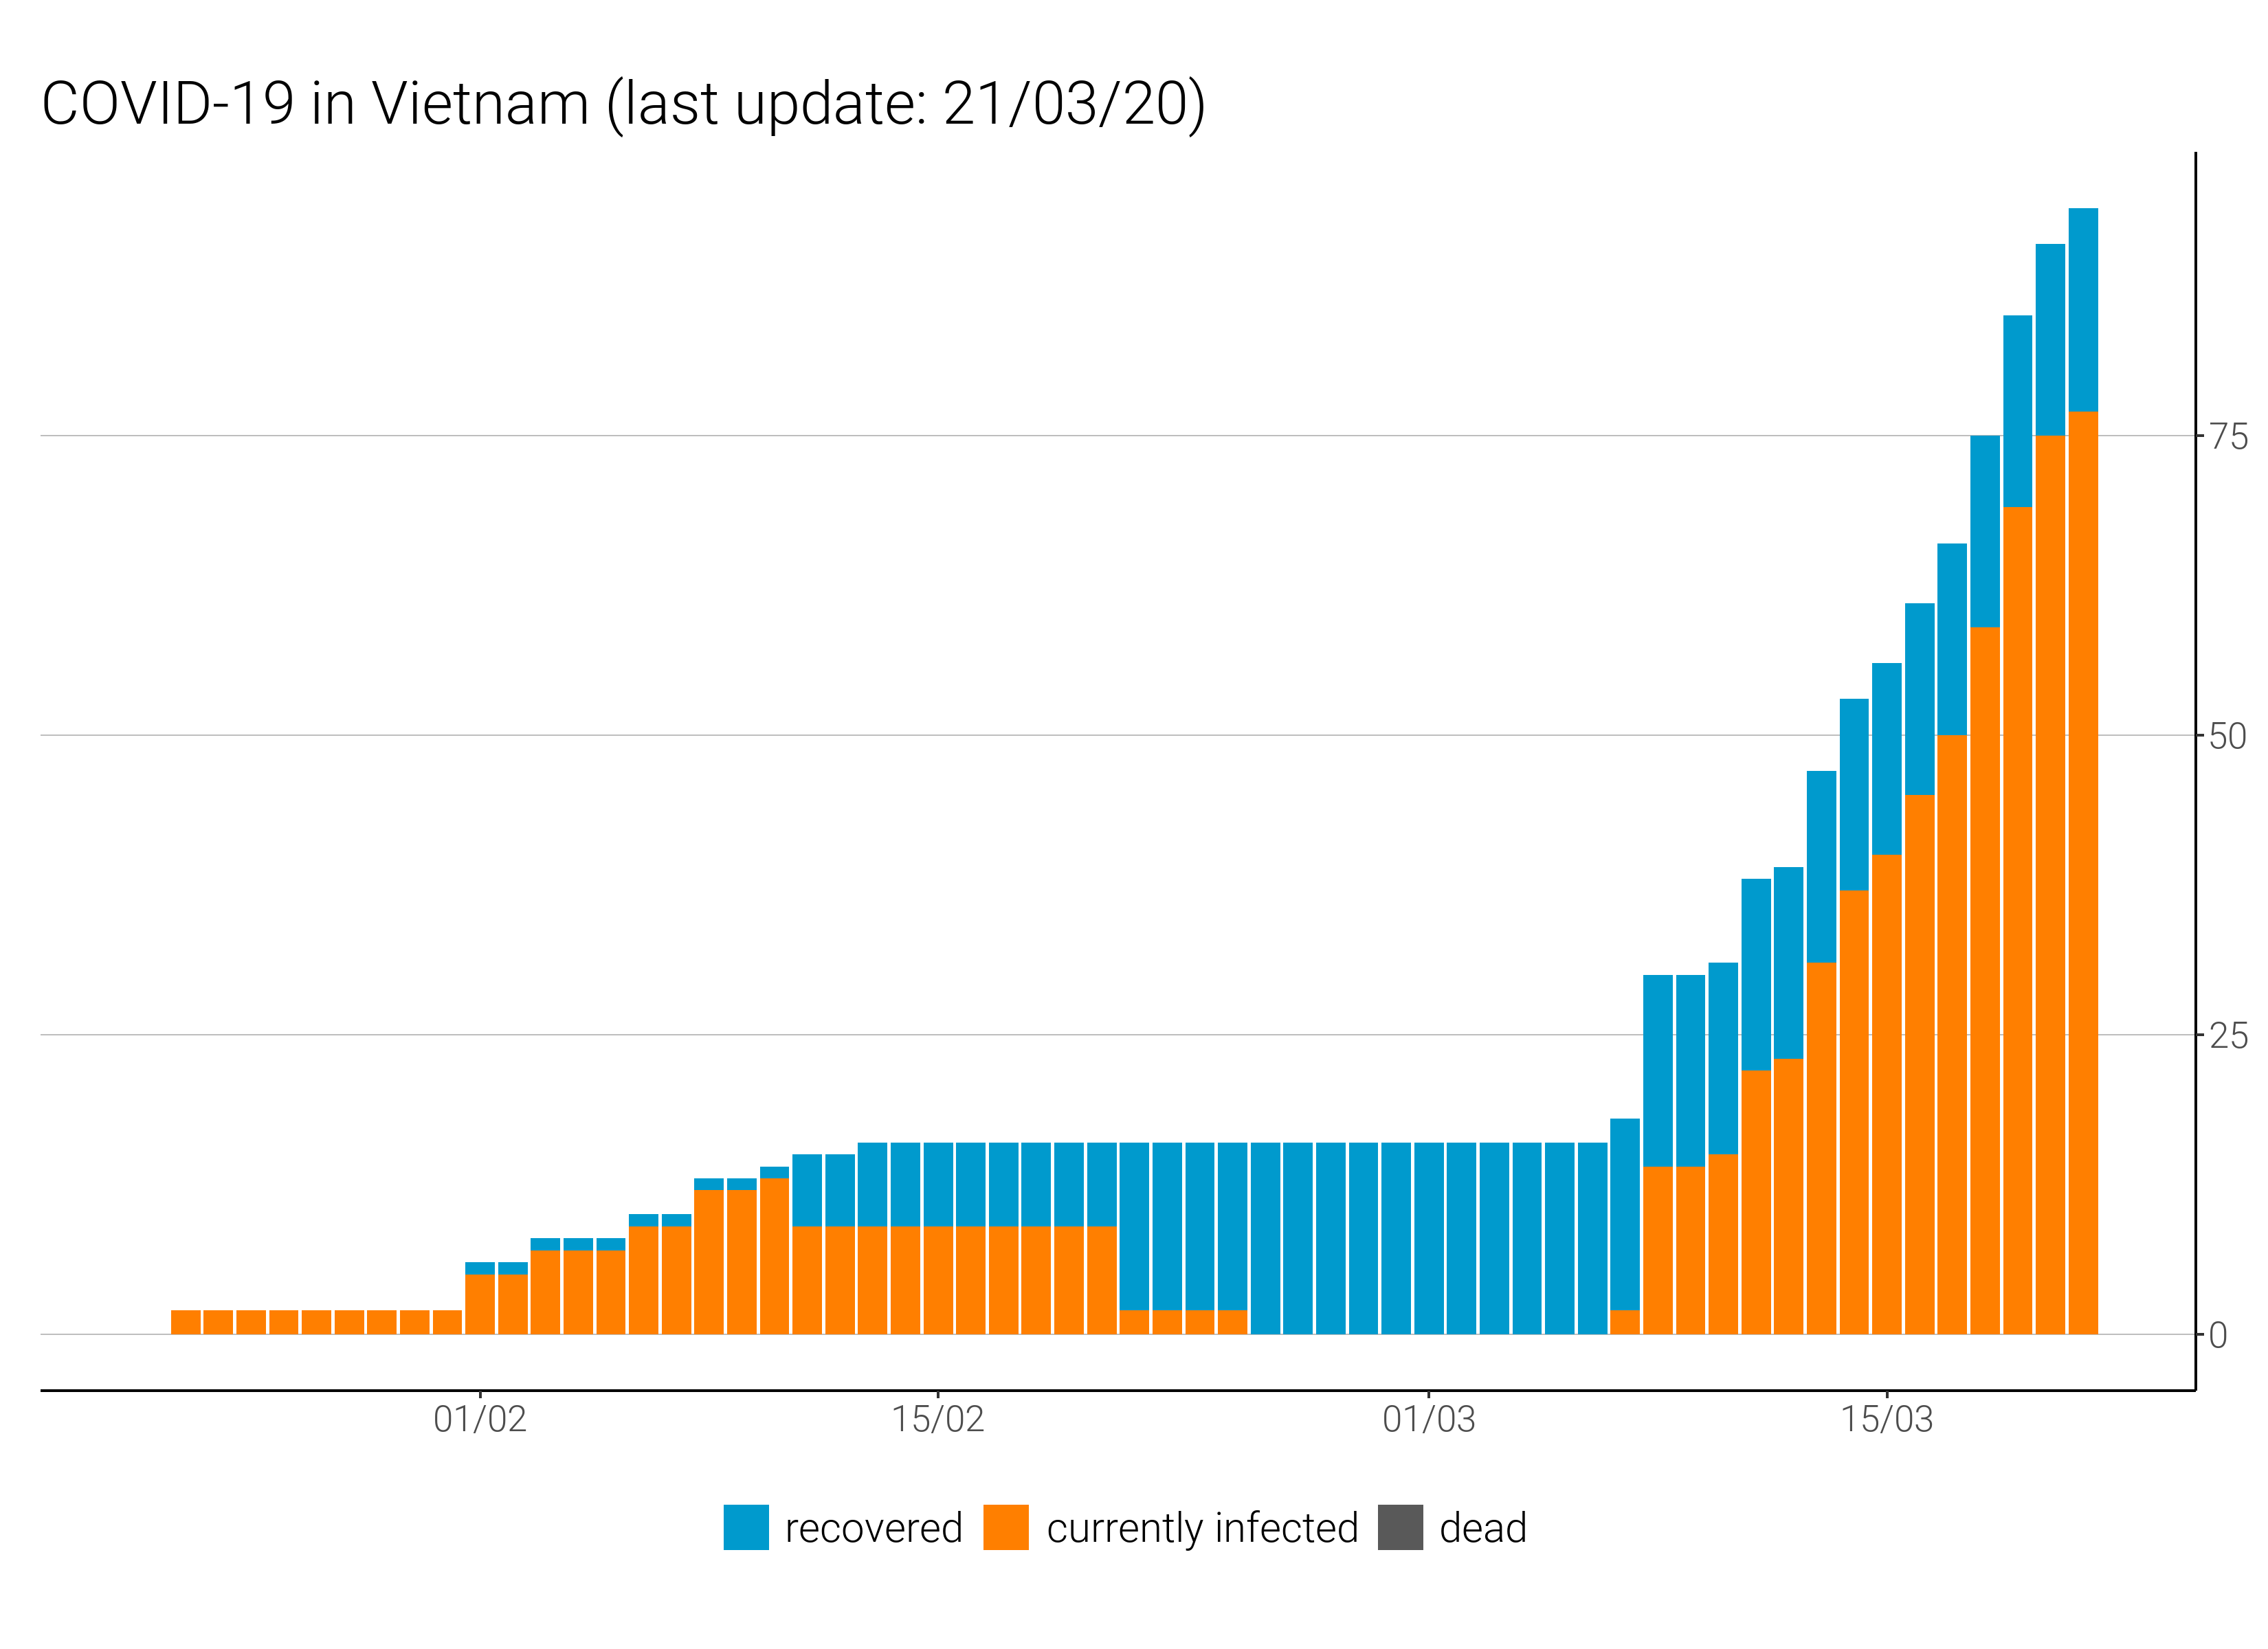 COVID-19 in Vietnam (last update: 21/03/20)
75
50
25
0
01/02 15/02 01/03 15/03
recovered currently infected dead